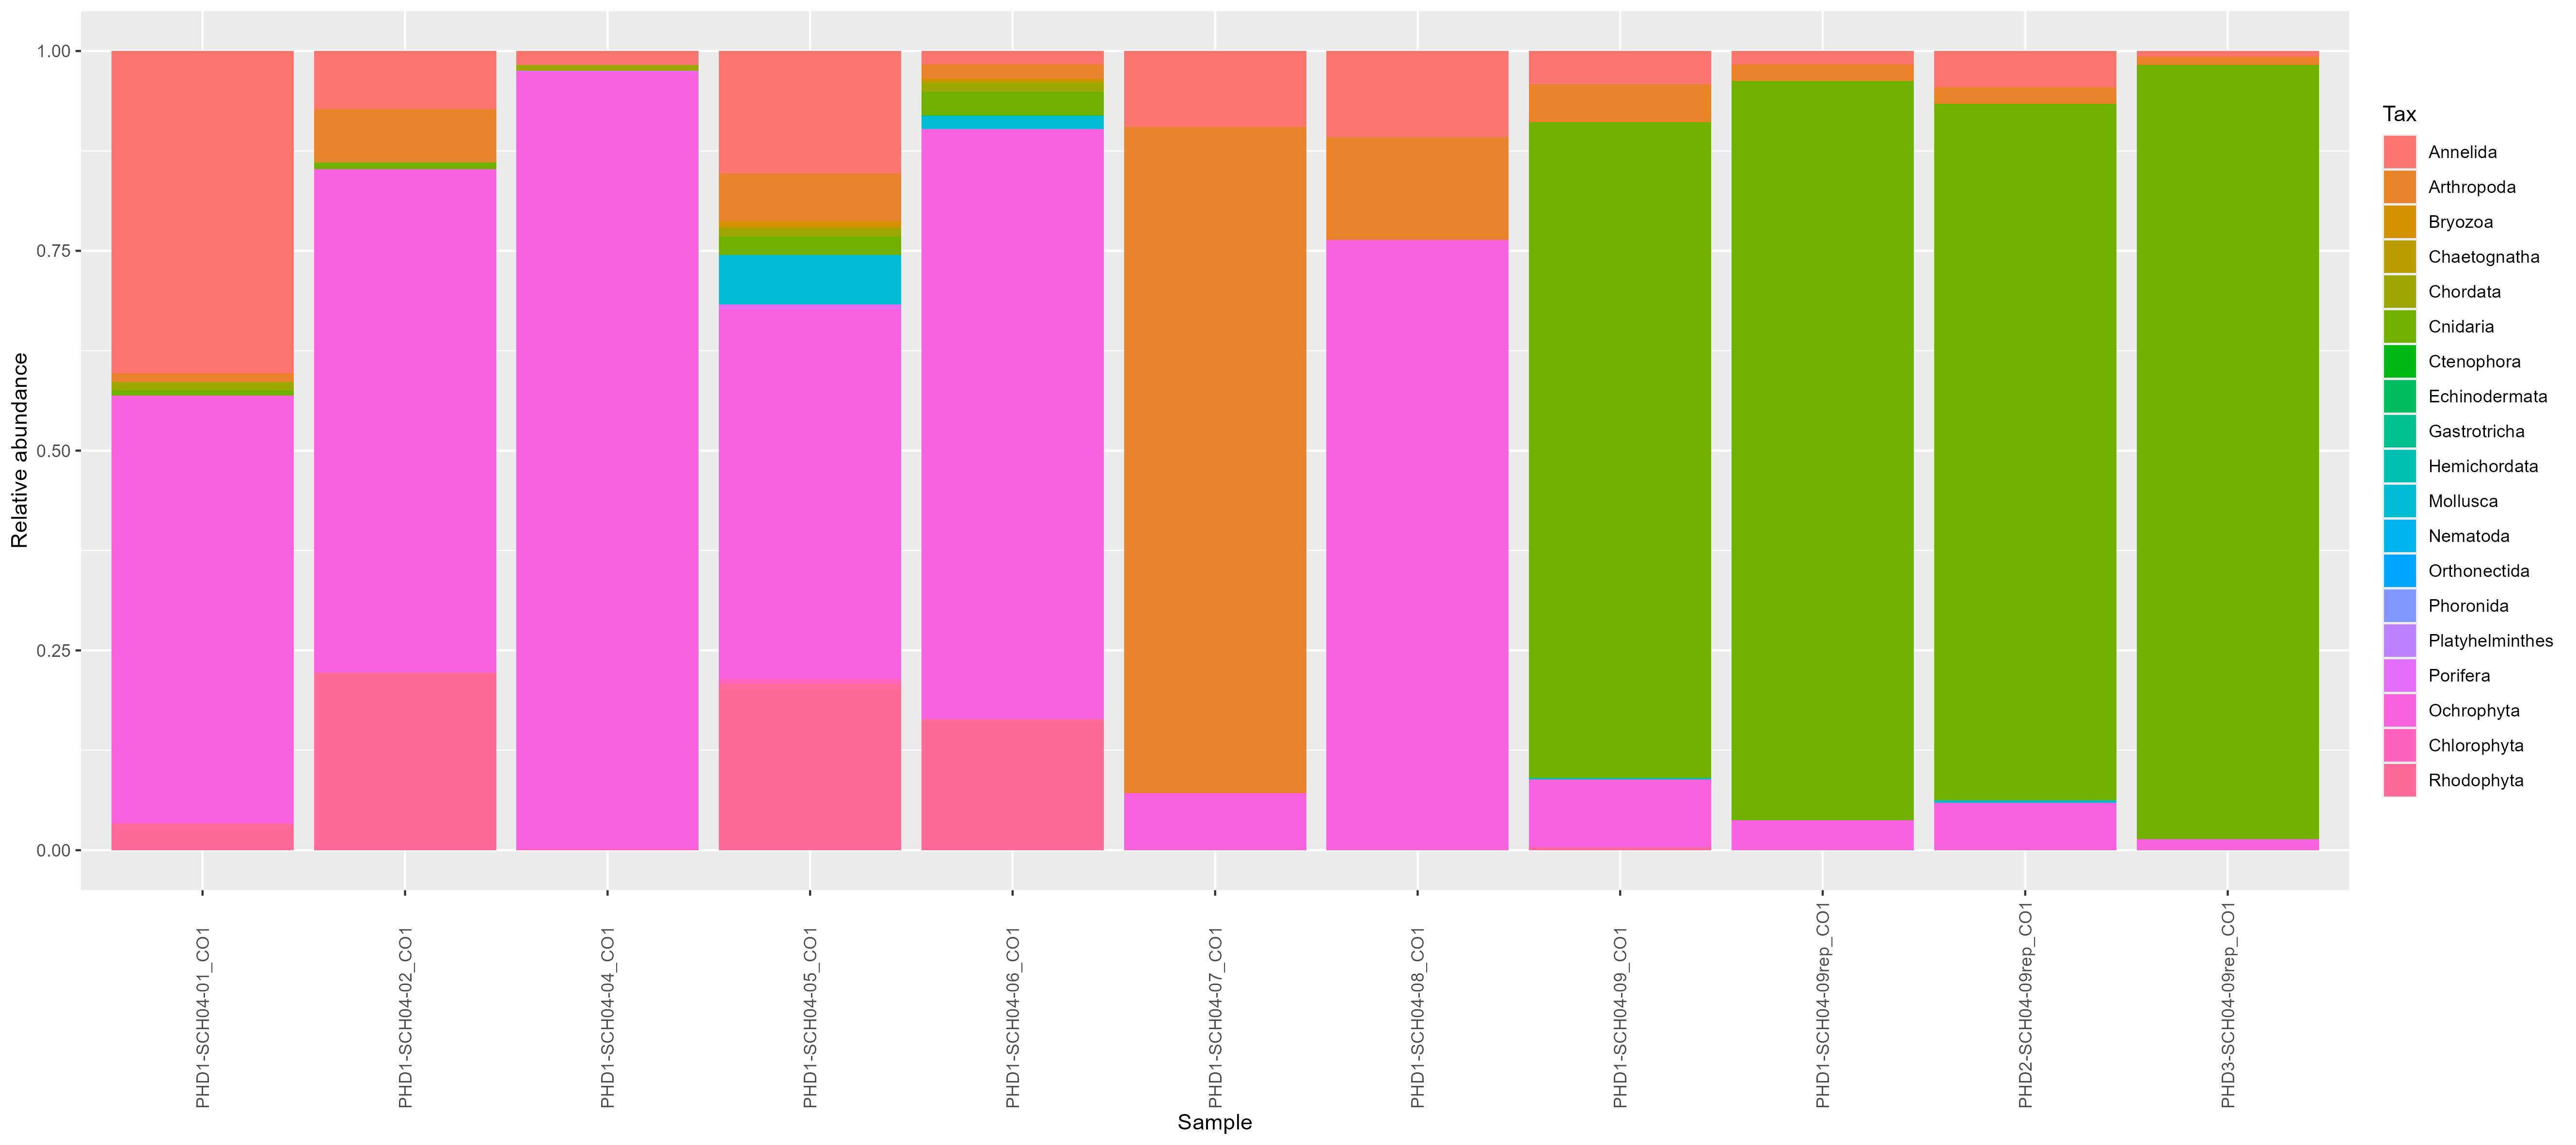 1.00
0.75
0.50
0.25
0.00
Relative abundance
PHD1-SCH04-01_CO1
PHD1-SCH04-02_CO1
PHD1-SCH04-04_CO1
PHD1-SCH04-05_CO1
PHD1-SCH04-06_CO1
PHD1-SCH04-07_CO1
PHD1-SCH04-08_CO1
PHD1-SCH04-09_CO1
PHD1-SCH04-09rep_CO1
PHD2-SCH04-09rep_CO1
PHD3-SCH04-09rep_CO1
Sample
Tax
Annelida
Arthropoda
Bryozoa
Chaetognatha
Chordata
Cnidaria
Ctenophora
Echinodermata
Gastrotricha
Hemichordata
Mollusca
Nematoda
Orthonectida
Phoronida
Platyhelminthes
Porifera
Ochrophyta
Chlorophyta
Rhodophyta